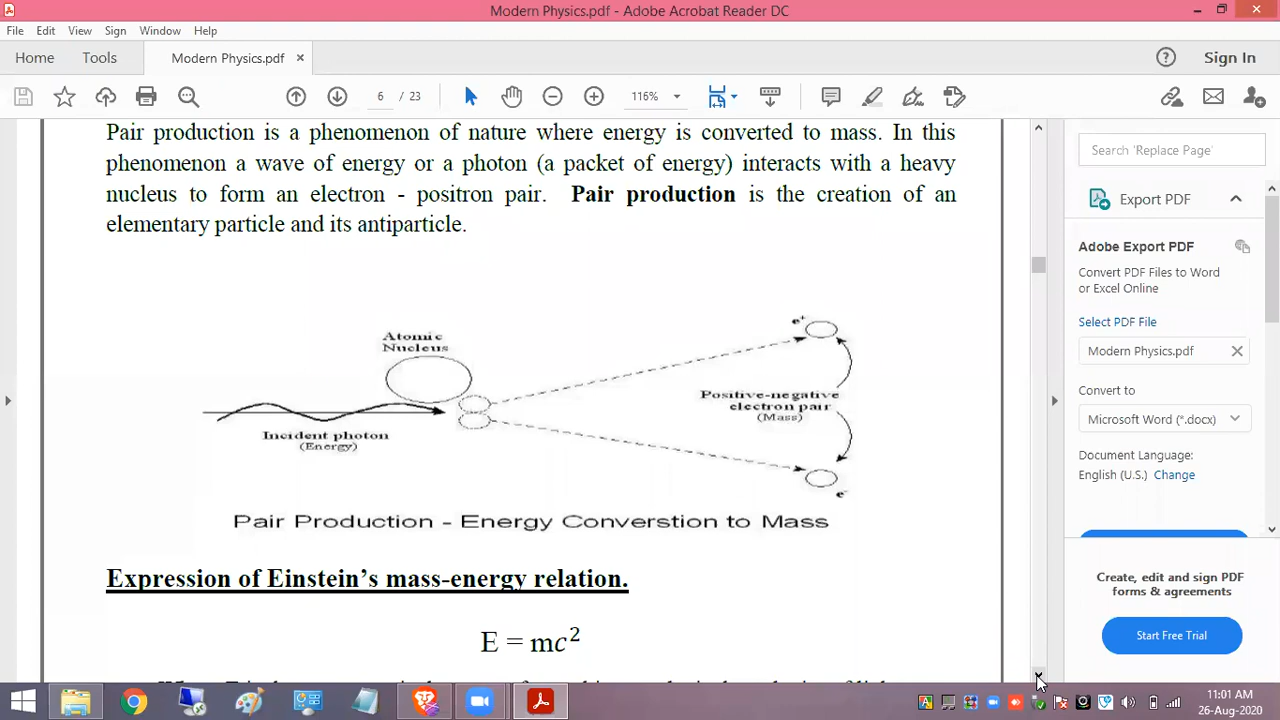 Modern Physics.pdf - Adobe Acrobat Reader DC
File Edit View Sign Window Help
Home Tools Modern Physics.pdf × Sign In
6 / 23 116%
Pair production is a phenomenon of nature where energy is converted to mass. In this
phenomenon a wave of energy or a photon (a packet of energy) interacts with a heavy
nucleus to form an electron - positron pair. Pair production is the creation of an
elementary particle and its antiparticle.
Atomic
Nucleus
e+
Positive-negative
electron pair
(Mass)
Incident photon
(Energy)
e-
Pair Production - Energy Converstion to Mass
Expression of Einstein's mass-energy relation.
E = mc²
Search 'Replace Page'
Export PDF
Adobe Export PDF
Convert PDF Files to Word
or Excel Online
Select PDF File
Modern Physics.pdf
Convert to
Microsoft Word (*.docx)
Document Language:
English (U.S.) Change
Create, edit and sign PDF
forms & agreements
Start Free Trial
11:01 AM
26-Aug-2020